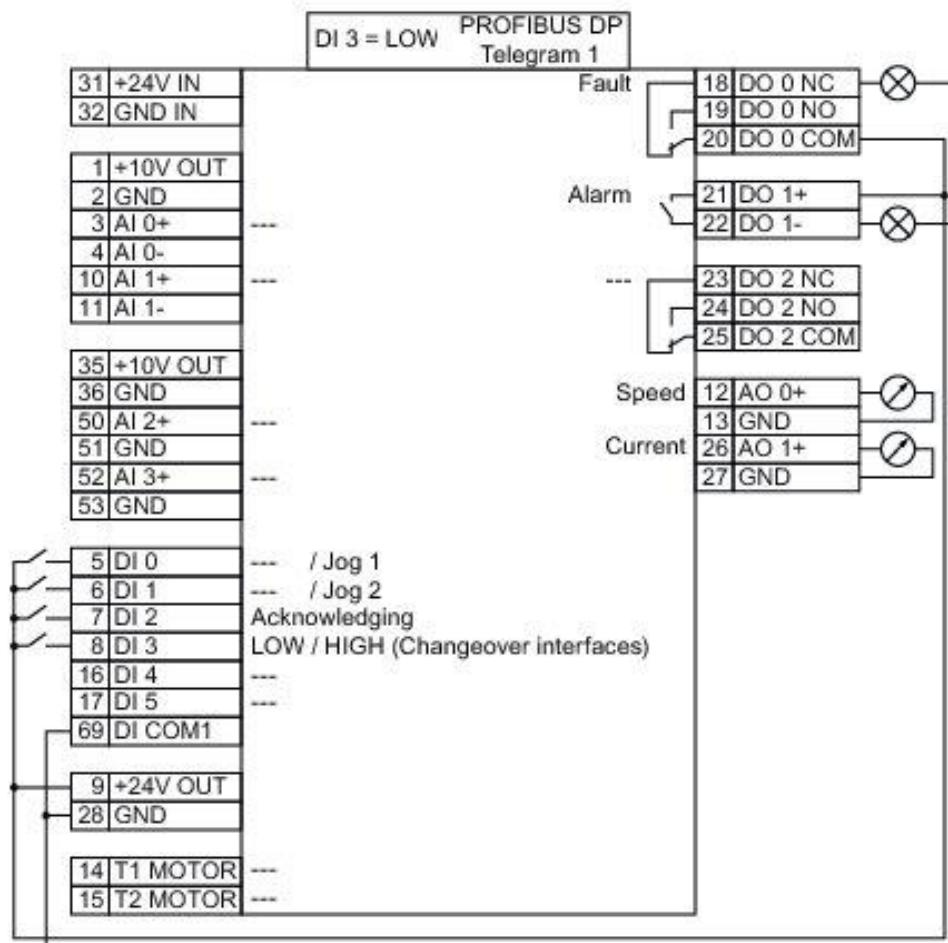 DI 3 = LOW PROFIBUS DP
Telegram 1
31 +24V IN
32 GND IN
1 +10V OUT
2 GND
3 AI 0+ ---
4 AI 0-
10 AI 1+ ---
11 AI 1-
35 +10V OUT
36 GND
50 AI 2+ ---
51 GND
52 AI 3+ ---
53 GND
5 DI 0 --- / Jog 1
6 DI 1 --- / Jog 2
7 DI 2 Acknowledging
8 DI 3 LOW / HIGH (Changeover interfaces)
16 DI 4 ---
17 DI 5 ---
69 DI COM1
9 +24V OUT
28 GND
14 T1 MOTOR ---
15 T2 MOTOR ---
Fault 18 DO 0 NC
19 DO 0 NO
20 DO 0 COM
Alarm 21 DO 1+
22 DO 1-
--- 23 DO 2 NC
24 DO 2 NO
25 DO 2 COM
Speed 12 AO 0+
13 GND
Current 26 AO 1+
27 GND